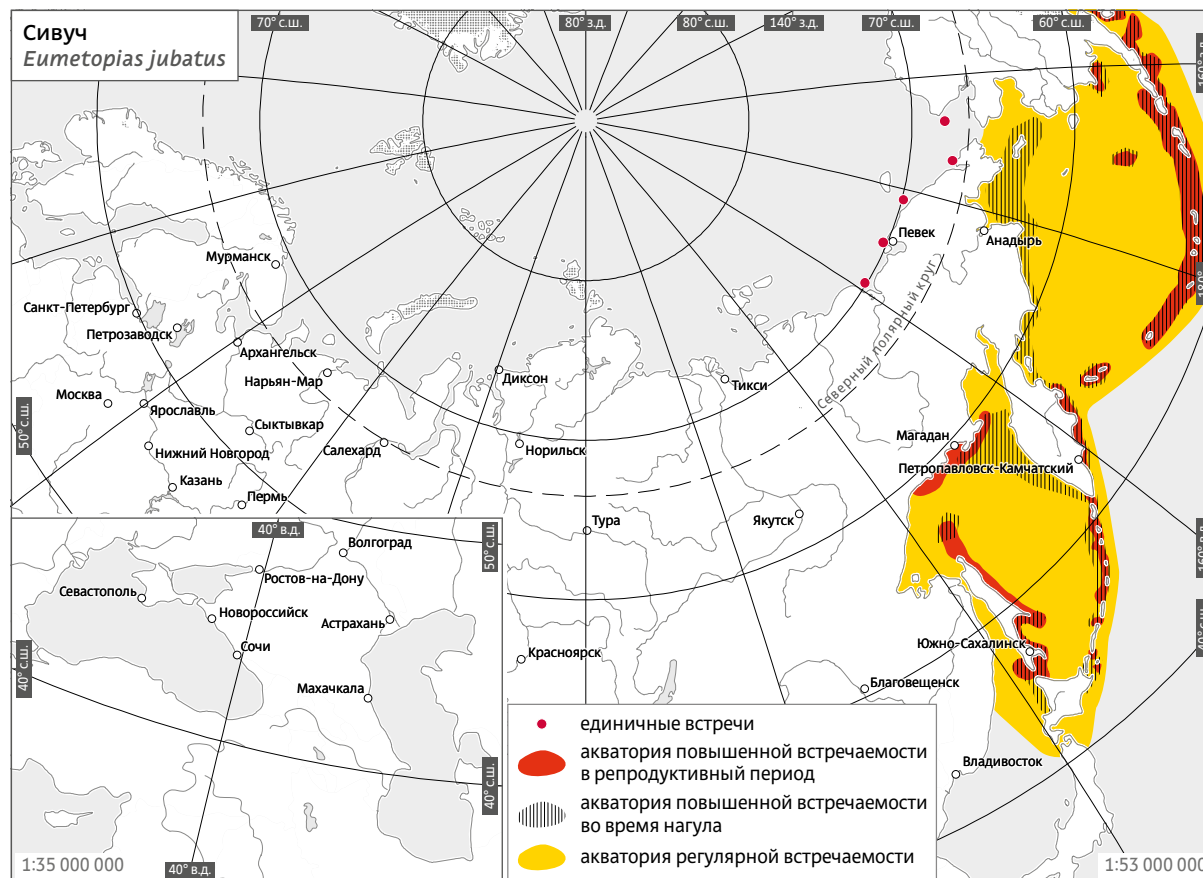 Сивуч
Eumetopias jubatus
70° с.ш.
80° з.д.
80° с.ш.
140° з.д.
70° с.ш.
60° с.ш.
160° з.д.
Певек
Анадырь
Мурманск
180°
Северный полярный круг
Санкт-Петербург
Петрозаводск
Архангельск
Нарьян-Мар
Диксон
Тикси
Москва
Ярославль
50° с.ш.
Сыктывкар
Салехард
Норильск
Магадан
Нижний Новгород
Петропавловск-Камчатский
Казань
Пермь
Тура
Якутск
160° в.д.
40° в.д.
50° с.ш.
Волгоград
Ростов-на-Дону
Севастополь
Новороссийск
Астрахань
Сочи
Махачкала
40° с.ш.
40° с.ш.
40° с.ш.
Южно-Сахалинск
Красноярск
Благовещенск
Владивосток
единичные встречи
акватория повышенной встречаемости
в репродуктивный период
акватория повышенной встречаемости
во время нагула
акватория регулярной встречаемости
1:35 000 000
40° в.д.
1:53 000 000